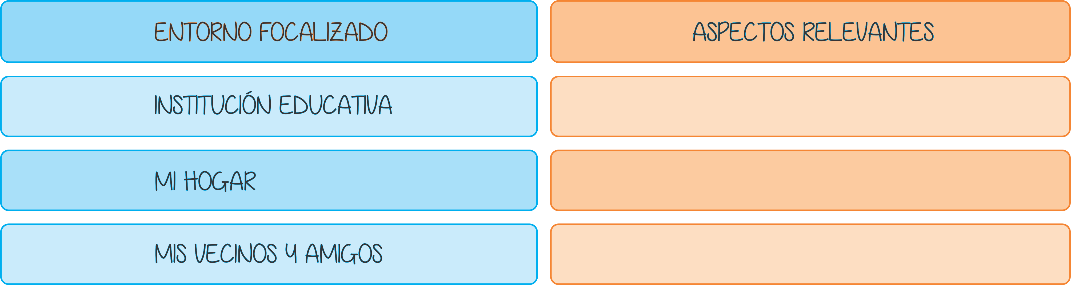 ENTORNO FOCALIZADO
ASPECTOS RELEVANTES
INSTITUCIÓN EDUCATIVA
MI HOGAR
MIS VECINOS Y AMIGOS